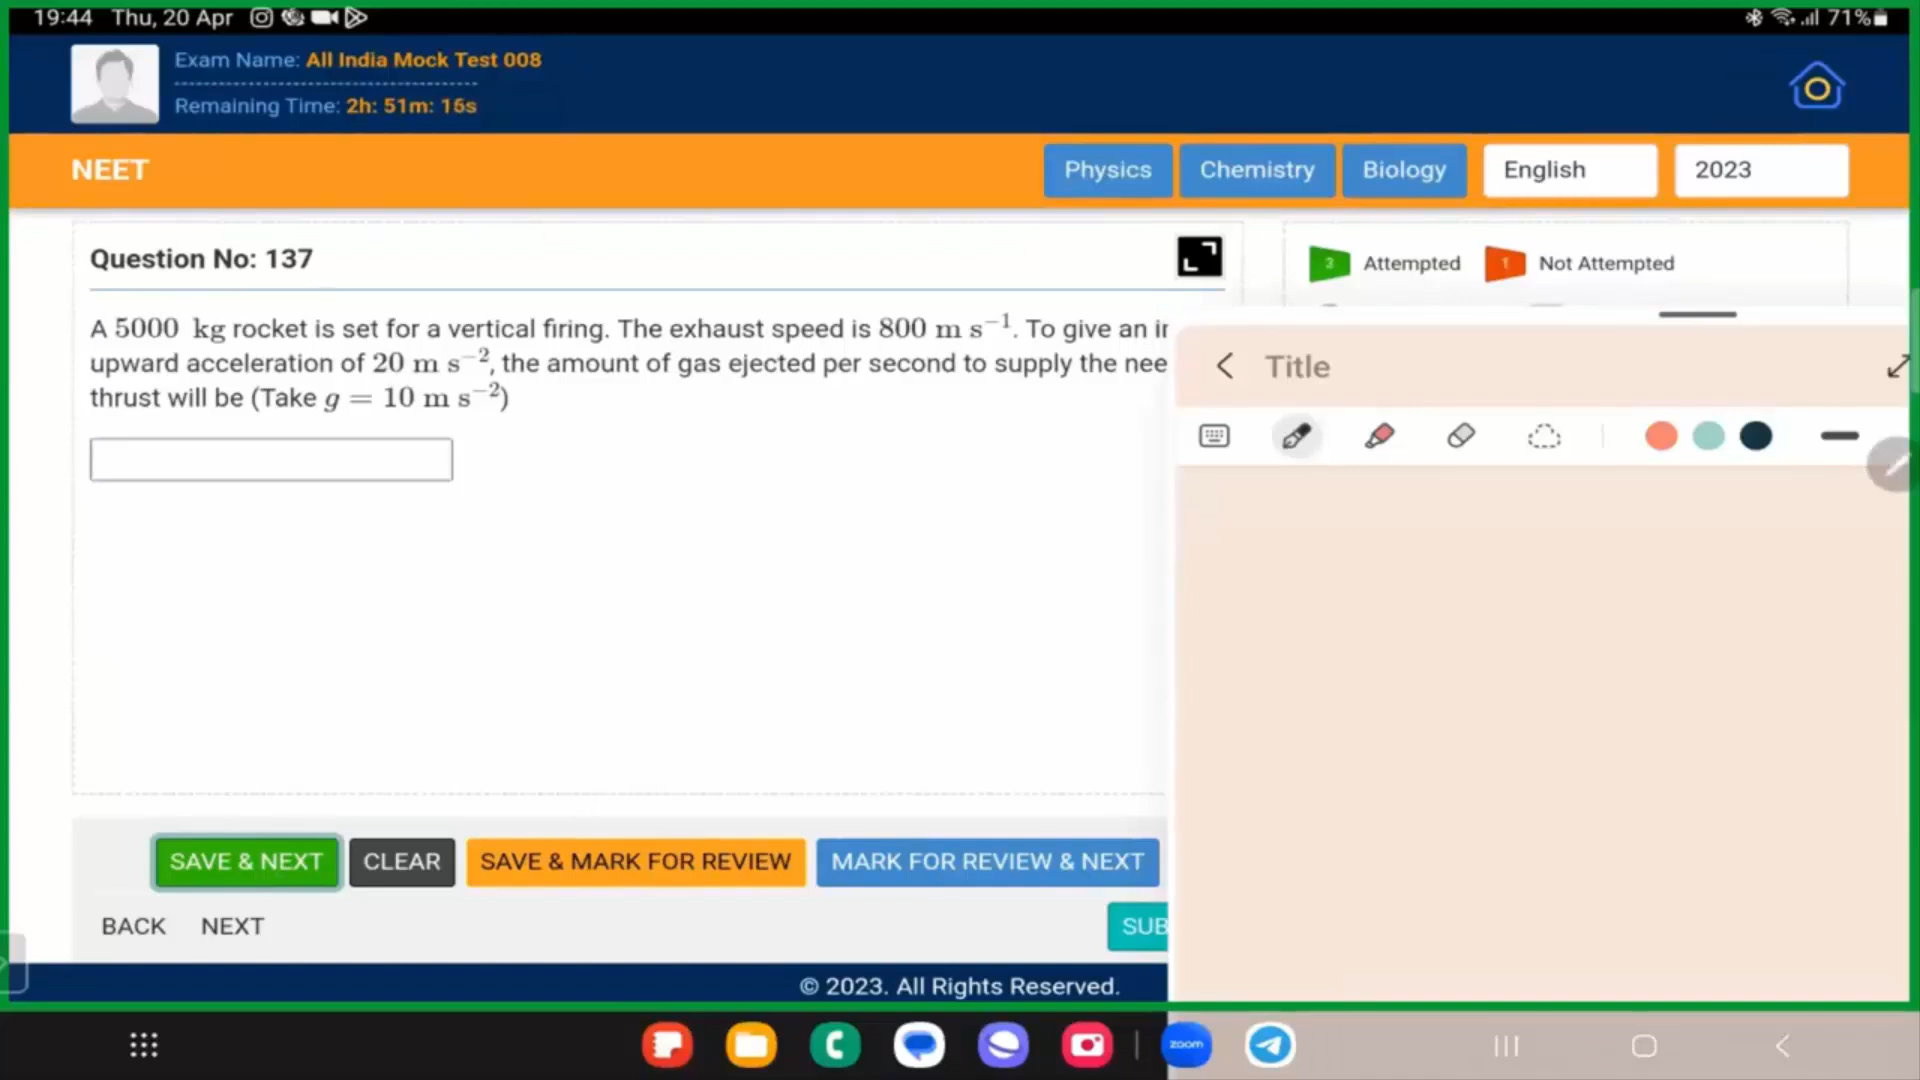 19:44 Thu, 20 Apr
71%
Exam Name: All India Mock Test 008
Remaining Time: 2h: 51m: 16s
NEET
Physics
Chemistry
Biology
English
2023
Question No: 137
3 Attempted
1 Not Attempted
A 5000 kg rocket is set for a vertical firing. The exhaust speed is 800 m s⁻¹. To give an
upward acceleration of 20 m s⁻², the amount of gas ejected per second to supply the nee
thrust will be (Take g = 10 m s⁻²)
Title
SAVE & NEXT
CLEAR
SAVE & MARK FOR REVIEW
MARK FOR REVIEW & NEXT
BACK
NEXT
SUB
© 2023. All Rights Reserved.
zoom